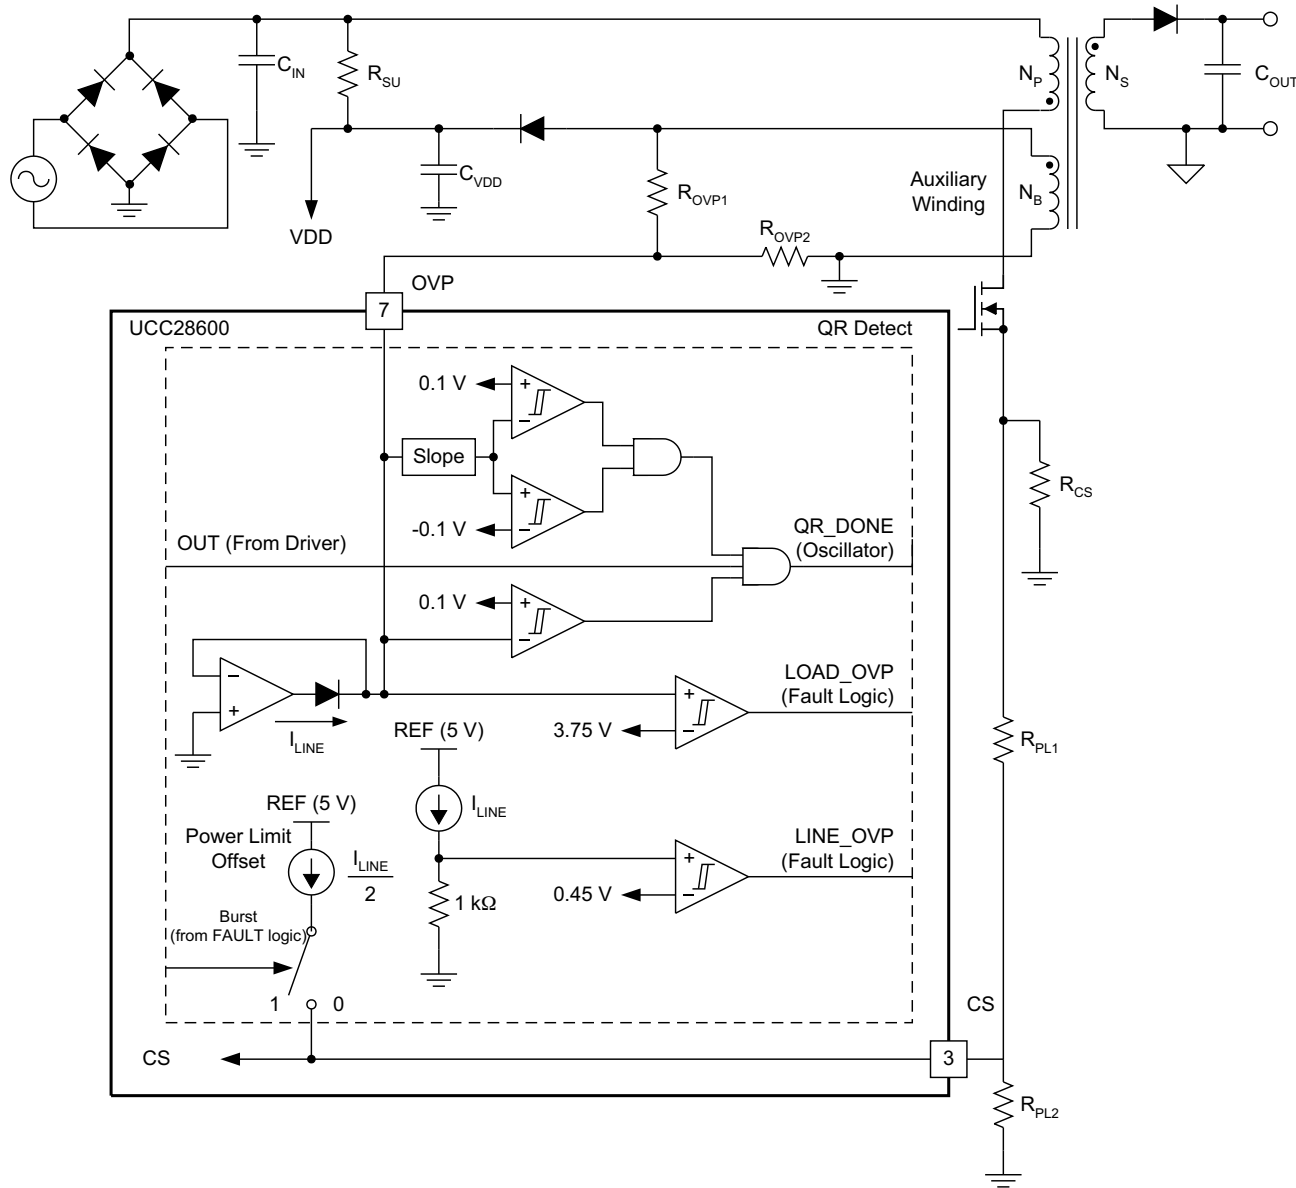 C_IN
R_SU
N_P
N_S
C_OUT
C_VDD
R_OVP1
Auxiliary
Winding
N_B
VDD
R_OVP2
OVP
7
UCC28600
QR Detect
0.1 V
+
−
Slope
+
−
-0.1 V
R_CS
OUT (From Driver)
QR_DONE
(Oscillator)
0.1 V
+
−
−
+
I_LINE
LOAD_OVP
(Fault Logic)
+
−
3.75 V
REF (5 V)
R_PL1
I_LINE
REF (5 V)
Power Limit
Offset
I_LINE
2
LINE_OVP
(Fault Logic)
+
−
0.45 V
1 kΩ
Burst
(from FAULT logic)
1 0
CS
CS
3
R_PL2